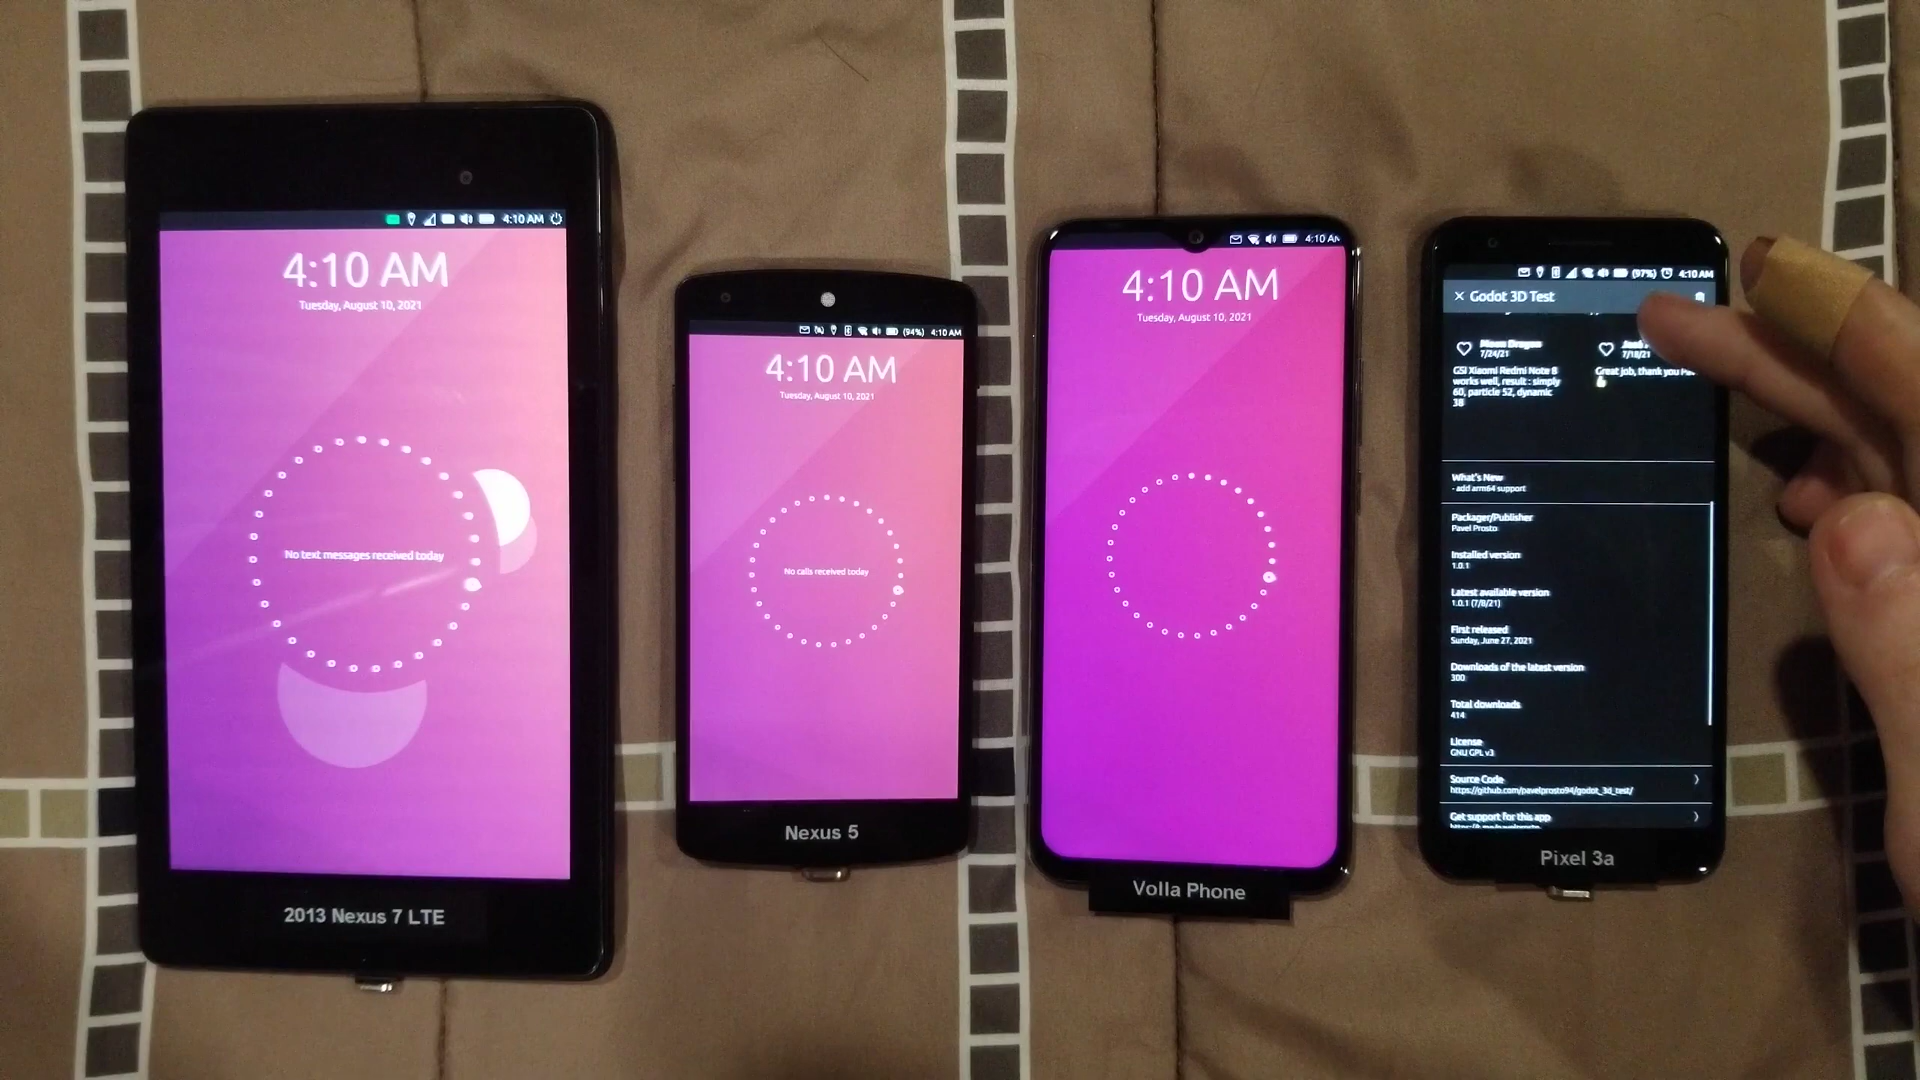 4:10 AM
4:10 AM
Tuesday, August 10, 2021
No text messages received today
2013 Nexus 7 LTE
(94%) 4:10 AM
4:10 AM
Tuesday, August 10, 2021
No calls received today
Nexus 5
4:10 AM
4:10 AM
Tuesday, August 10, 2021
Volla Phone
(97%) 4:10 AM
Godot 3D Test
Moon Dragon
7/24/21
GSI Xiaomi Redmi Note 8
works well, result : simply
60, particle 52, dynamic
38
7/18/21
Great job, thank you
What's New
- add arm64 support
Packager/Publisher
Pavel Prosto
Installed version
1.0.1
Latest available version
1.0.1 (7/8/21)
First released
Sunday, June 27, 2021
Downloads of the latest version
300
Total downloads
414
License
GNU GPL v3
Source Code
https://github.com/pavelprosto94/godot_3d_test/
Get support for this app
Pixel 3a